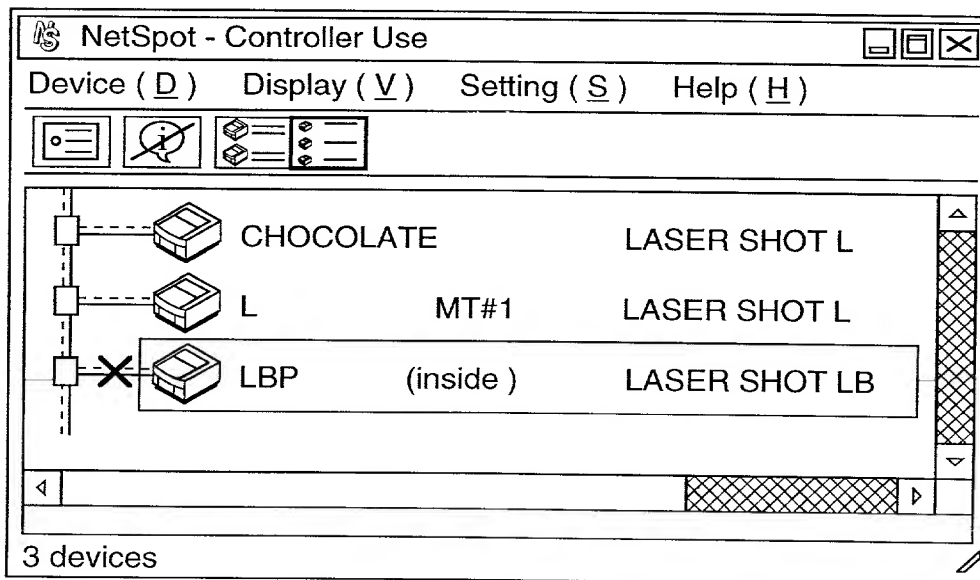 NetSpot - Controller Use
Device ( D ) Display ( V ) Setting ( S ) Help ( H )
CHOCOLATE LASER SHOT L
L MT#1 LASER SHOT L
LBP (inside ) LASER SHOT LB
3 devices